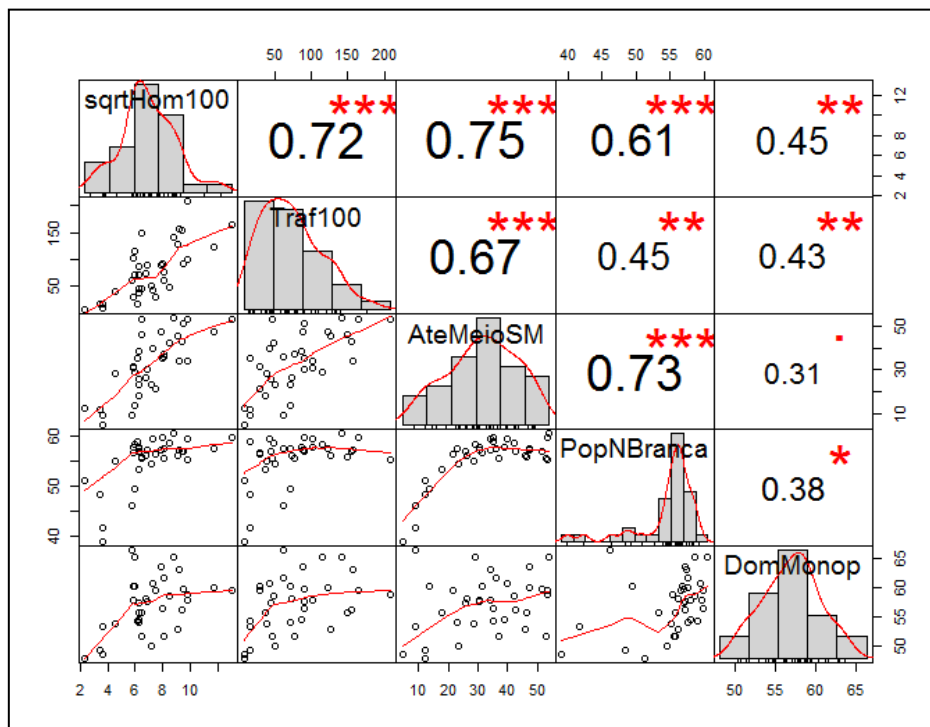 50 100 150 200 40 45 50 55 60
sqrtHom100 0.72 *** 0.75 *** 0.61 *** 0.45 ** 2 4 6 8 12
50 150 Traf100 0.67 *** 0.45 ** 0.43 **
AteMeioSM 0.73 *** 0.31 . 10 30 50
40 50 60 PopNBranca 0.38 *
DomMonop 50 55 60 65
2 4 6 8 10 10 20 30 40 50 50 55 60 65